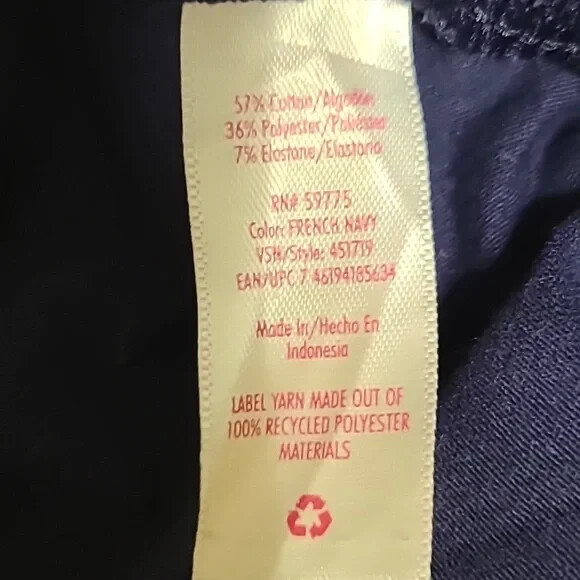 57% Cotton/Algodón
36% Polyester/Poliéster
7% Elastane/Elastano
RN# 59775
Color: FRENCH NAVY
VSN/Style: 451719
EAN/UPC 7 46194185634
Made In/Hecho En
Indonesia
LABEL YARN MADE OUT OF
100% RECYCLED POLYESTER
MATERIALS